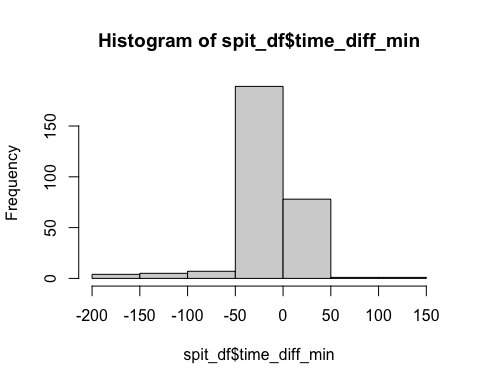 Histogram of spit_df$time_diff_min
Frequency
150
100
50
0
-200 -150 -100 -50 0 50 100 150
spit_df$time_diff_min